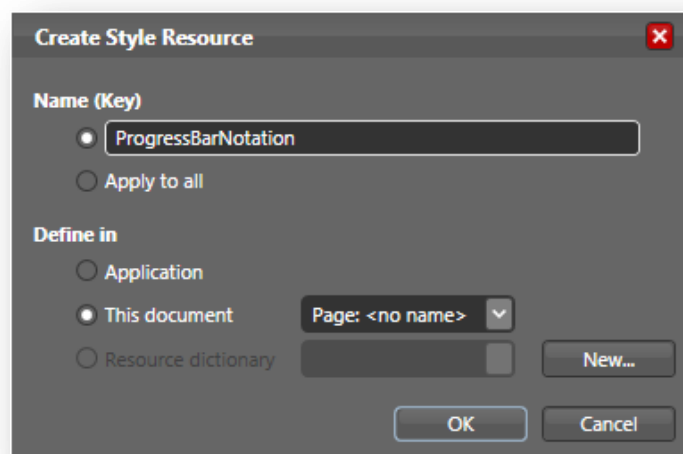 Create Style Resource
Name (Key)
ProgressBarNotation
Apply to all
Define in
Application
This document Page: <no name>
Resource dictionary New...
OK Cancel